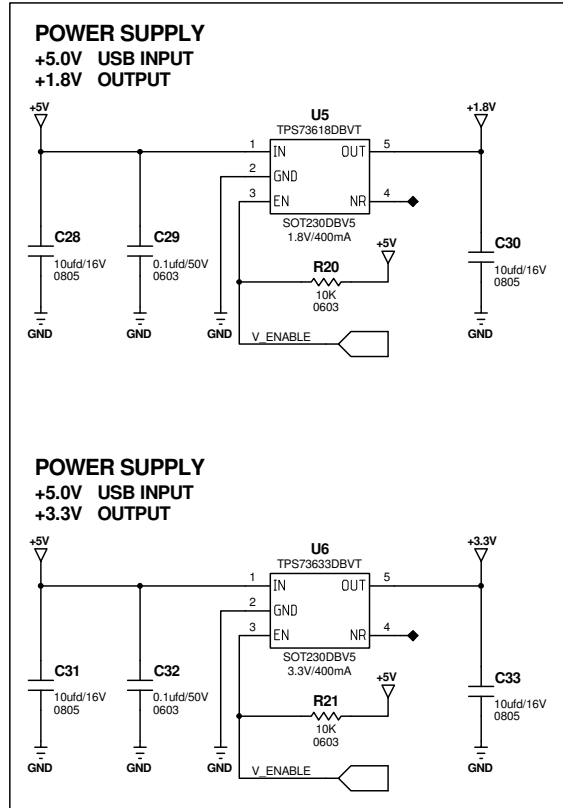 POWER SUPPLY
+5.0V USB INPUT
+1.8V OUTPUT
+5V
U5
TPS73618DBVT
+1.8V
1 IN OUT 5
2 GND
3 EN NR 4
SOT230DBV5
1.8V/400mA
+5V
C28
10ufd/16V
0805
C29
0.1ufd/50V
0603
R20
10K
0603
C30
10ufd/16V
0805
GND
GND
GND
GND
V_ENABLE
POWER SUPPLY
+5.0V USB INPUT
+3.3V OUTPUT
+5V
U6
TPS73633DBVT
+3.3V
1 IN OUT 5
2 GND
3 EN NR 4
SOT230DBV5
3.3V/400mA
+5V
C31
10ufd/16V
0805
C32
0.1ufd/50V
0603
R21
10K
0603
C33
10ufd/16V
0805
GND
GND
GND
GND
V_ENABLE